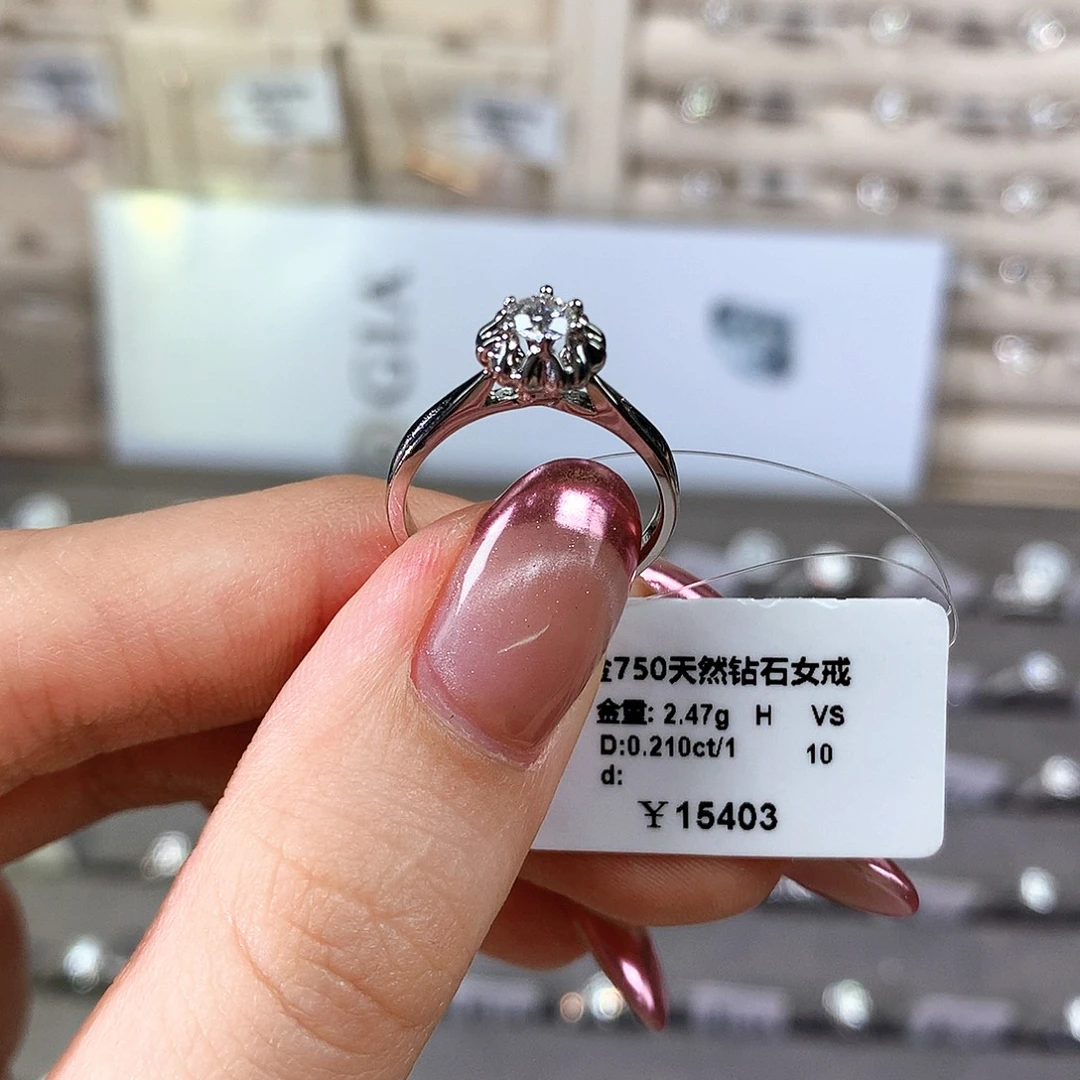 GIA
金750天然钻石女戒
金重: 2.47g H VS
D:0.210ct/1 10
d:
￥15403